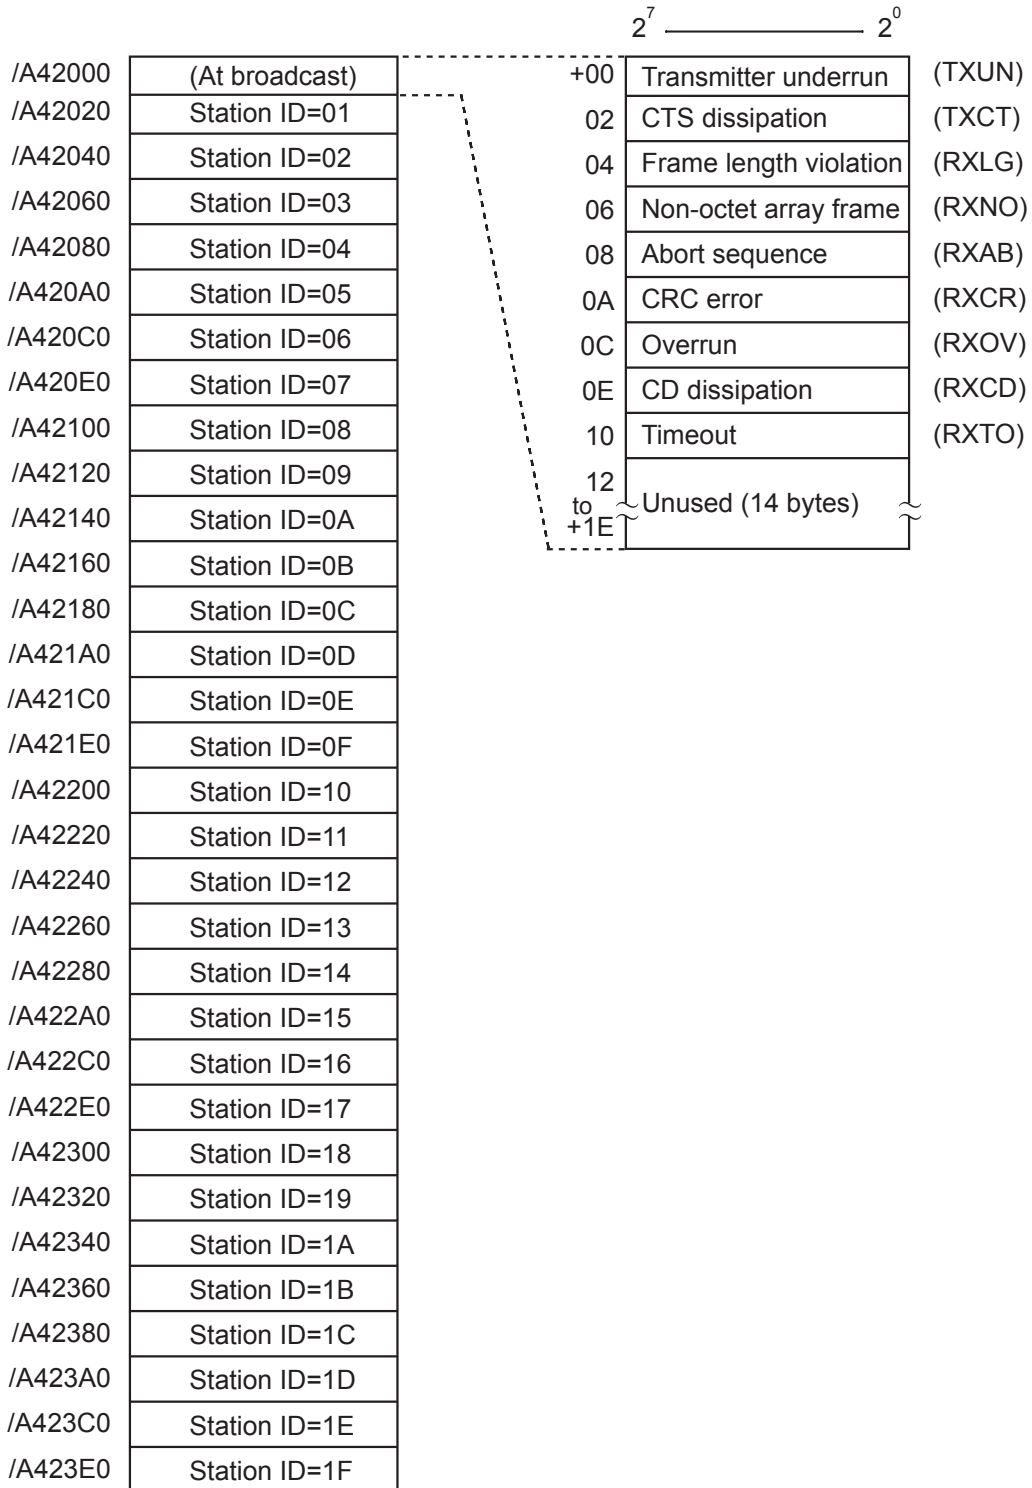 2⁷ 2⁰
/A42000 (At broadcast) +00 Transmitter underrun (TXUN)
/A42020 Station ID=01 02 CTS dissipation (TXCT)
/A42040 Station ID=02 04 Frame length violation (RXLG)
/A42060 Station ID=03 06 Non-octet array frame (RXNO)
/A42080 Station ID=04 08 Abort sequence (RXAB)
/A420A0 Station ID=05 0A CRC error (RXCR)
/A420C0 Station ID=06 0C Overrun (RXOV)
/A420E0 Station ID=07 0E CD dissipation (RXCD)
/A42100 Station ID=08 10 Timeout (RXTO)
/A42120 Station ID=09 12
/A42140 Station ID=0A to +1E Unused (14 bytes)
/A42160 Station ID=0B
/A42180 Station ID=0C
/A421A0 Station ID=0D
/A421C0 Station ID=0E
/A421E0 Station ID=0F
/A42200 Station ID=10
/A42220 Station ID=11
/A42240 Station ID=12
/A42260 Station ID=13
/A42280 Station ID=14
/A422A0 Station ID=15
/A422C0 Station ID=16
/A422E0 Station ID=17
/A42300 Station ID=18
/A42320 Station ID=19
/A42340 Station ID=1A
/A42360 Station ID=1B
/A42380 Station ID=1C
/A423A0 Station ID=1D
/A423C0 Station ID=1E
/A423E0 Station ID=1F